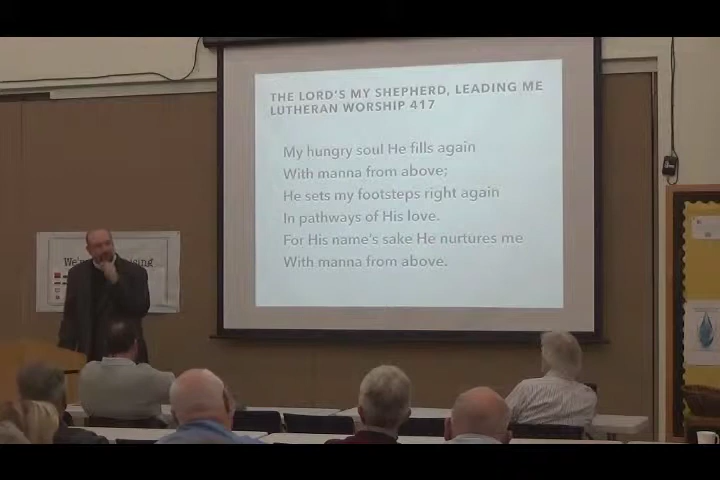 THE LORD'S MY SHEPHERD, LEADING ME
LUTHERAN WORSHIP 417
My hungry soul He fills again
With manna from above;
He sets my footsteps right again
In pathways of His love.
For His name's sake He nurtures me
With manna from above.